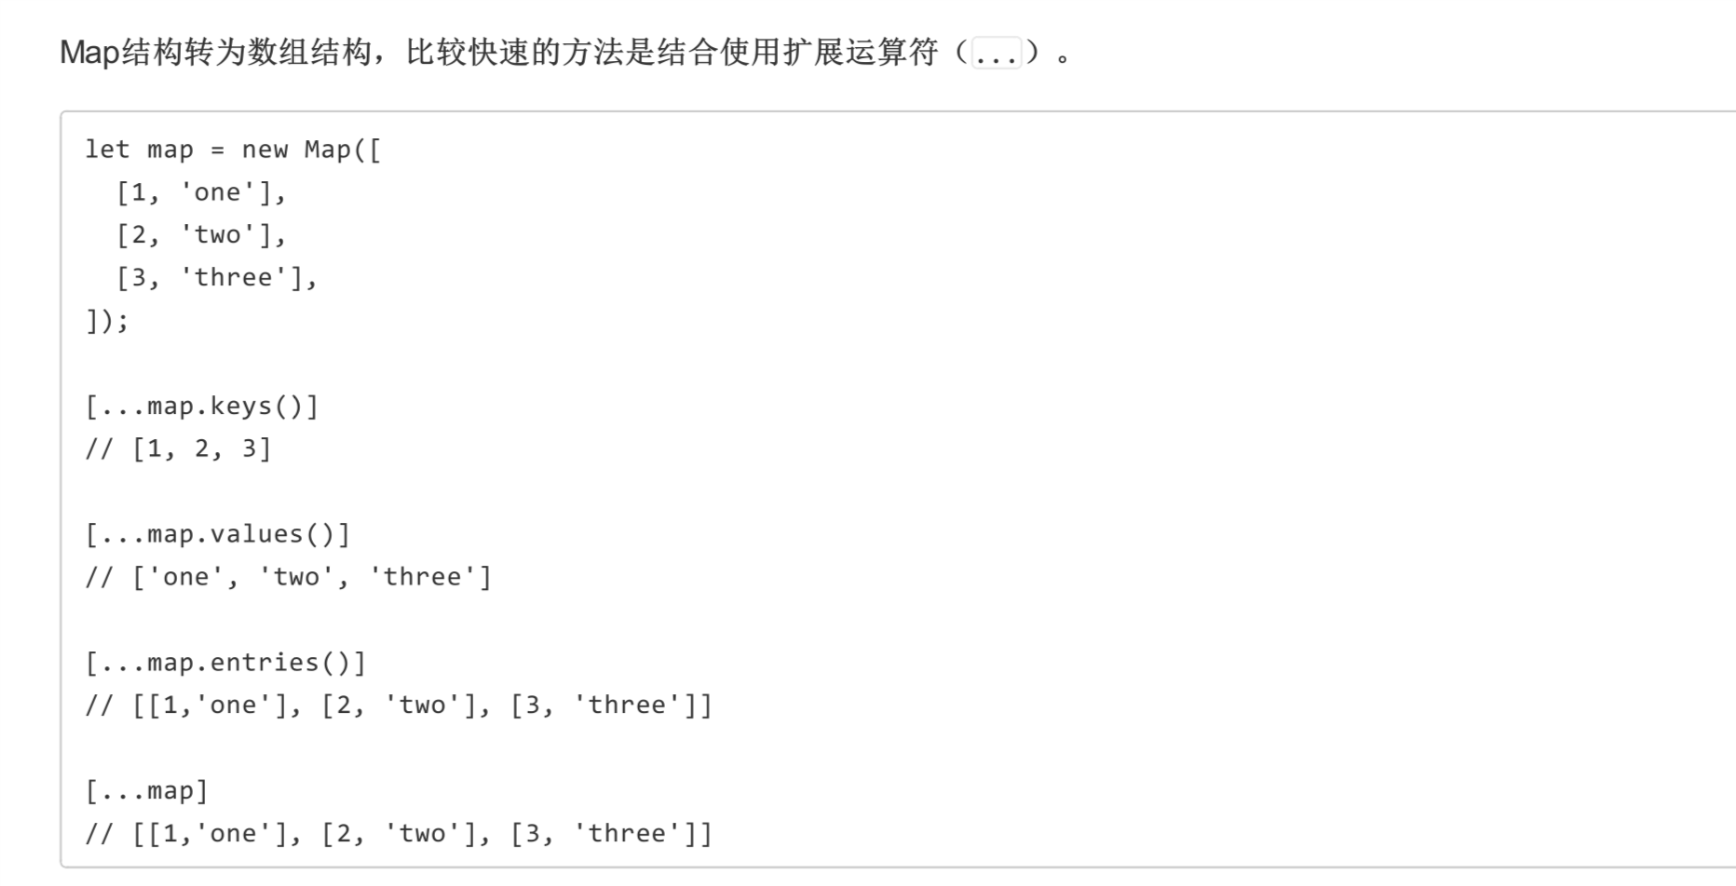 Map结构转为数组结构，比较快速的方法是结合使用扩展运算符（...）。
let map = new Map([
  [1, 'one'],
  [2, 'two'],
  [3, 'three'],
]);
[...map.keys()]
// [1, 2, 3]
[...map.values()]
// ['one', 'two', 'three']
[...map.entries()]
// [[1,'one'], [2, 'two'], [3, 'three']]
[...map]
// [[1,'one'], [2, 'two'], [3, 'three']]